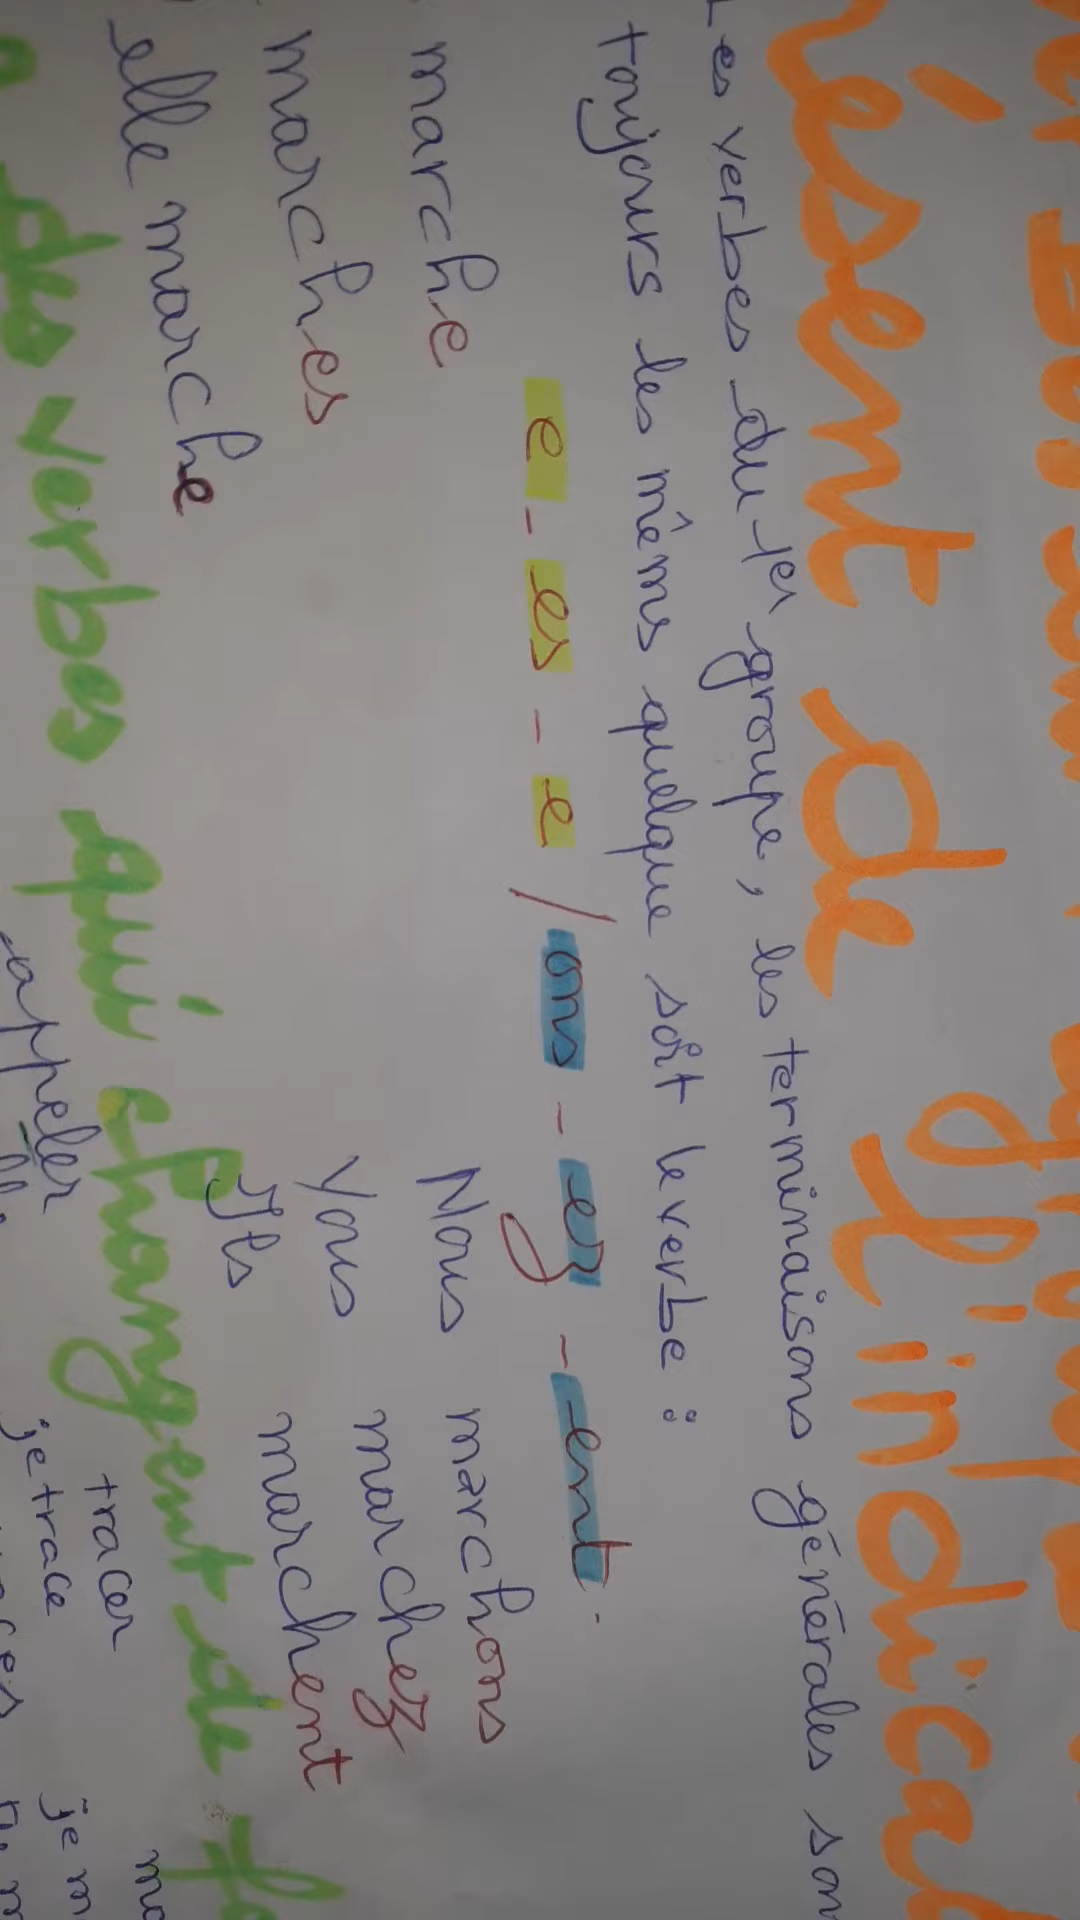 ésent de l'indicat
Les verbes du 1er groupe, les terminaisons générales son
toujours les mêms quelque soit le verbe :
e - es - e / ons - ez - ent.
marche Nous marchons
marches Vous marchez
elle marche Ils marchent
des verbes qui changent de fo
appeler tracer
je trace je m